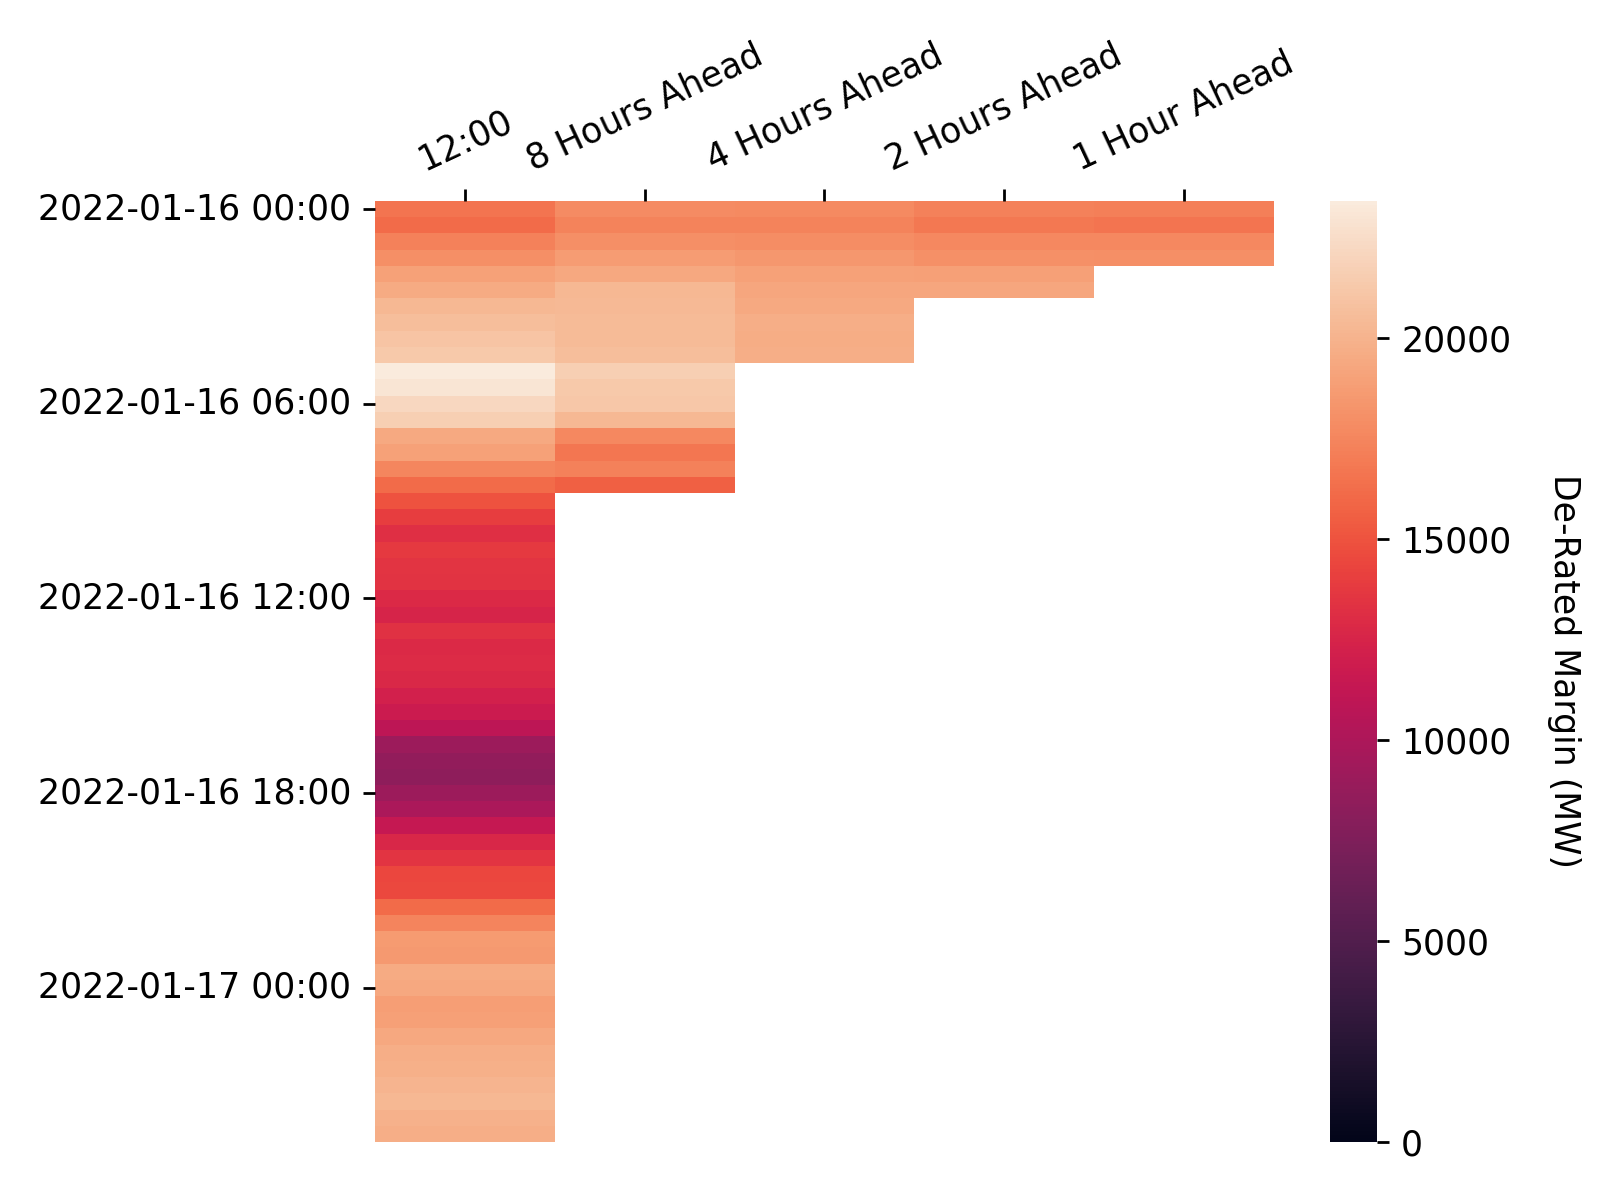 12:00
8 Hours Ahead
4 Hours Ahead
2 Hours Ahead
1 Hour Ahead
2022-01-16 00:00
2022-01-16 06:00
2022-01-16 12:00
2022-01-16 18:00
2022-01-17 00:00
20000
15000
10000
5000
0
De-Rated Margin (MW)